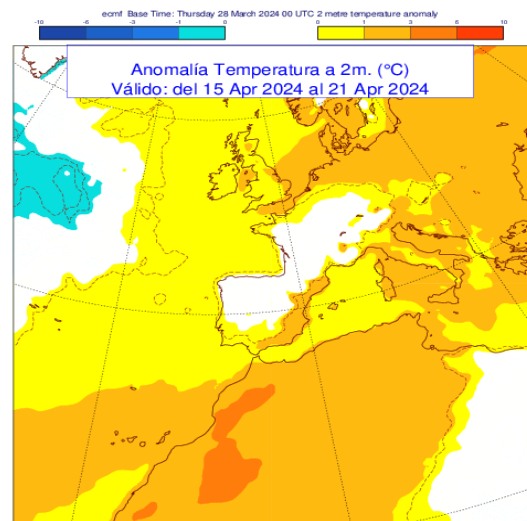 ecmf Base Time: Thursday 28 March 2024 00 UTC 2 metre temperature anomaly
-10 -6 -3 -1 0 0 1 3 6 10
Anomalía Temperatura a 2m. (°C)
Válido: del 15 Apr 2024 al 21 Apr 2024